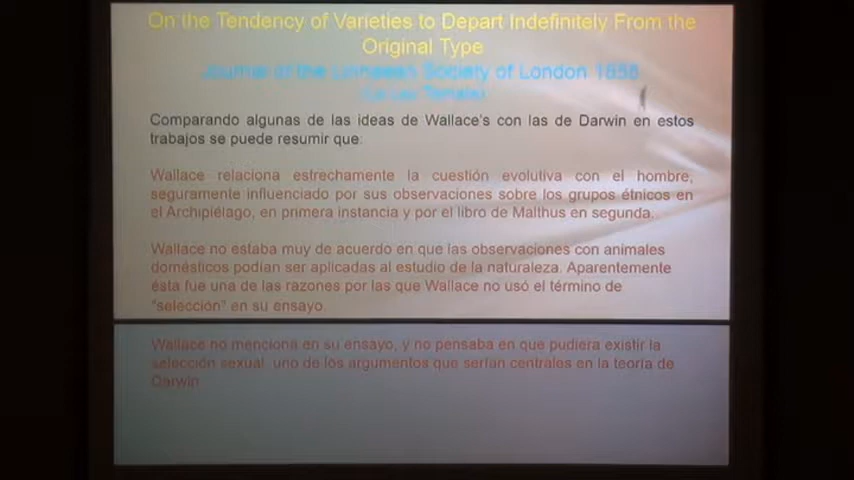 On the Tendency of Varieties to Depart Indefinitely From the
Original Type
Journal of the Linnaean Society of London 1858
Comparando algunas de las ideas de Wallace's con las de Darwin en estos
trabajos se puede resumir que:
Wallace relaciona estrechamente la cuestión evolutiva con el hombre,
seguramente influenciado por sus observaciones sobre los grupos étnicos en
el Archipiélago, en primera instancia y por el libro de Malthus en segunda.
Wallace no estaba muy de acuerdo en que las observaciones con animales
domésticos podían ser aplicadas al estudio de la naturaleza. Aparentemente
ésta fue una de las razones por las que Wallace no usó el término de
"selección" en su ensayo.
Wallace no menciona en su ensayo, y no pensaba en que pudiera existir la
selección sexual, uno de los argumentos que serían centrales en la teoría de
Darwin